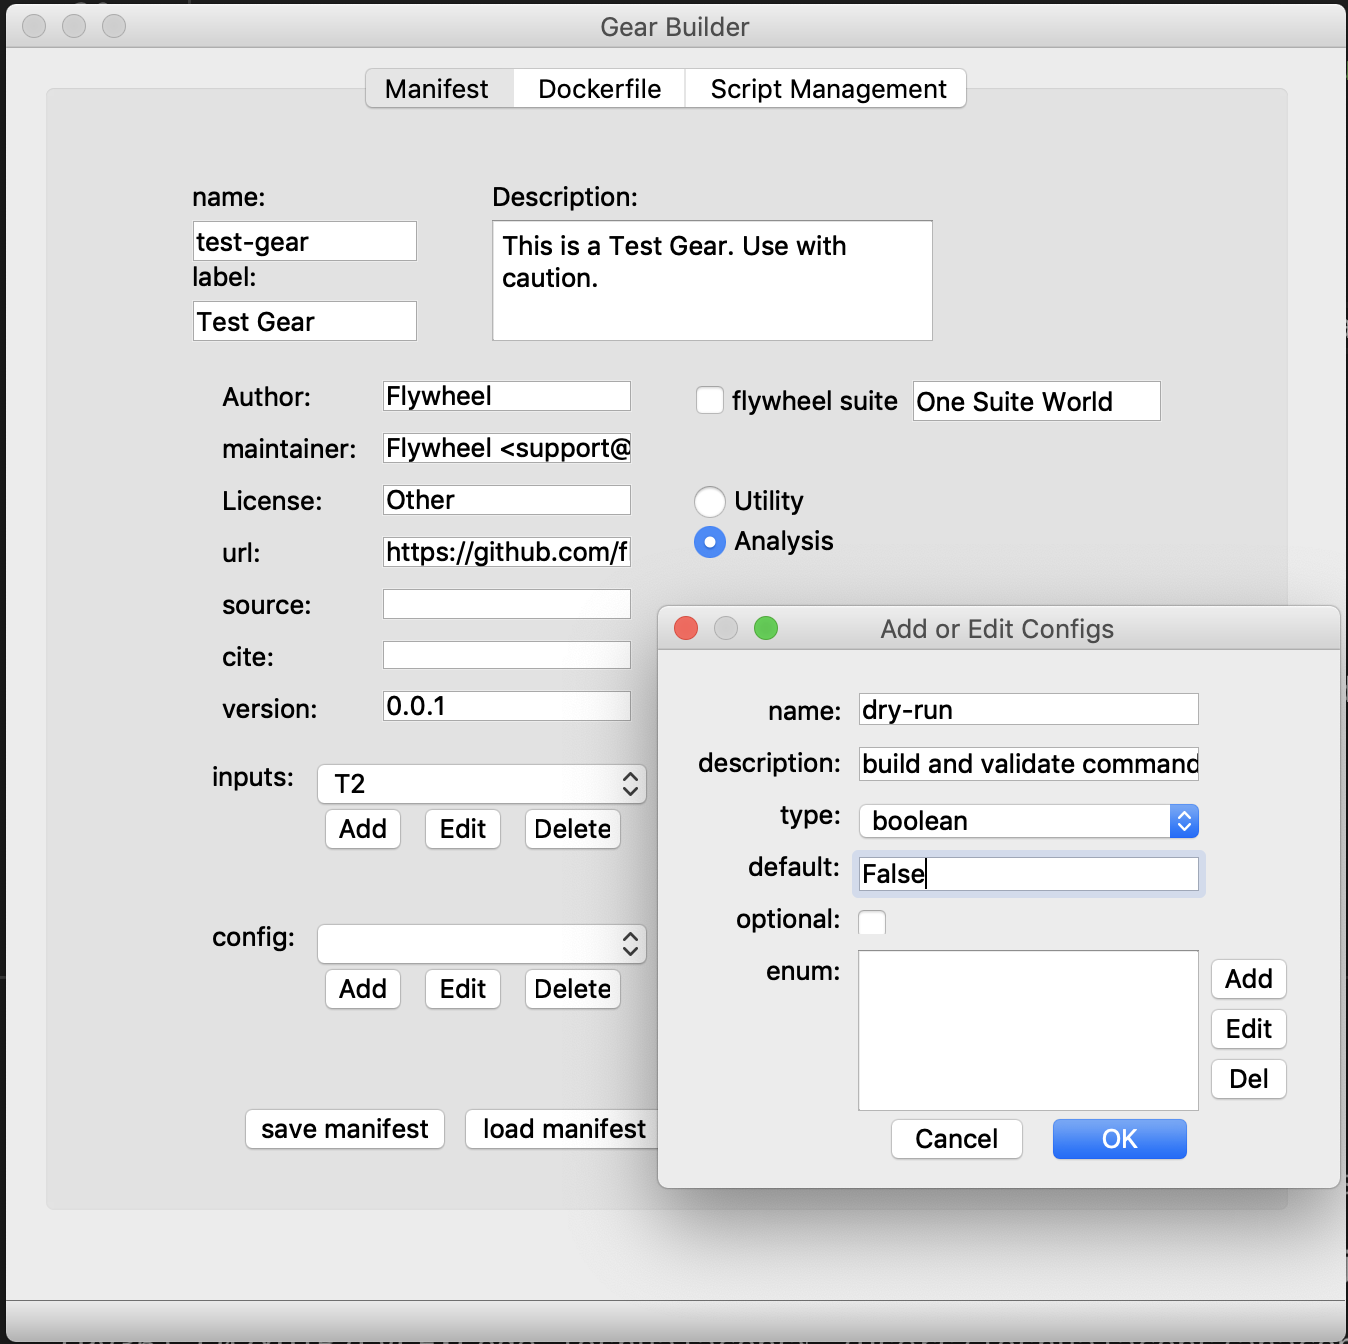 Gear Builder
Manifest
Dockerfile
Script Management
name:
test-gear
label:
Test Gear
Description:
This is a Test Gear. Use with
caution.
Author:
Flywheel
maintainer:
Flywheel <support@
License:
Other
url:
https://github.com/f
source:
cite:
version:
0.0.1
flywheel suite
One Suite World
Utility
Analysis
inputs:
T2
Add
Edit
Delete
config:
Add
Edit
Delete
save manifest
load manifest
Add or Edit Configs
name:
dry-run
description:
build and validate command
type:
boolean
default:
False
optional:
enum:
Add
Edit
Del
Cancel
OK